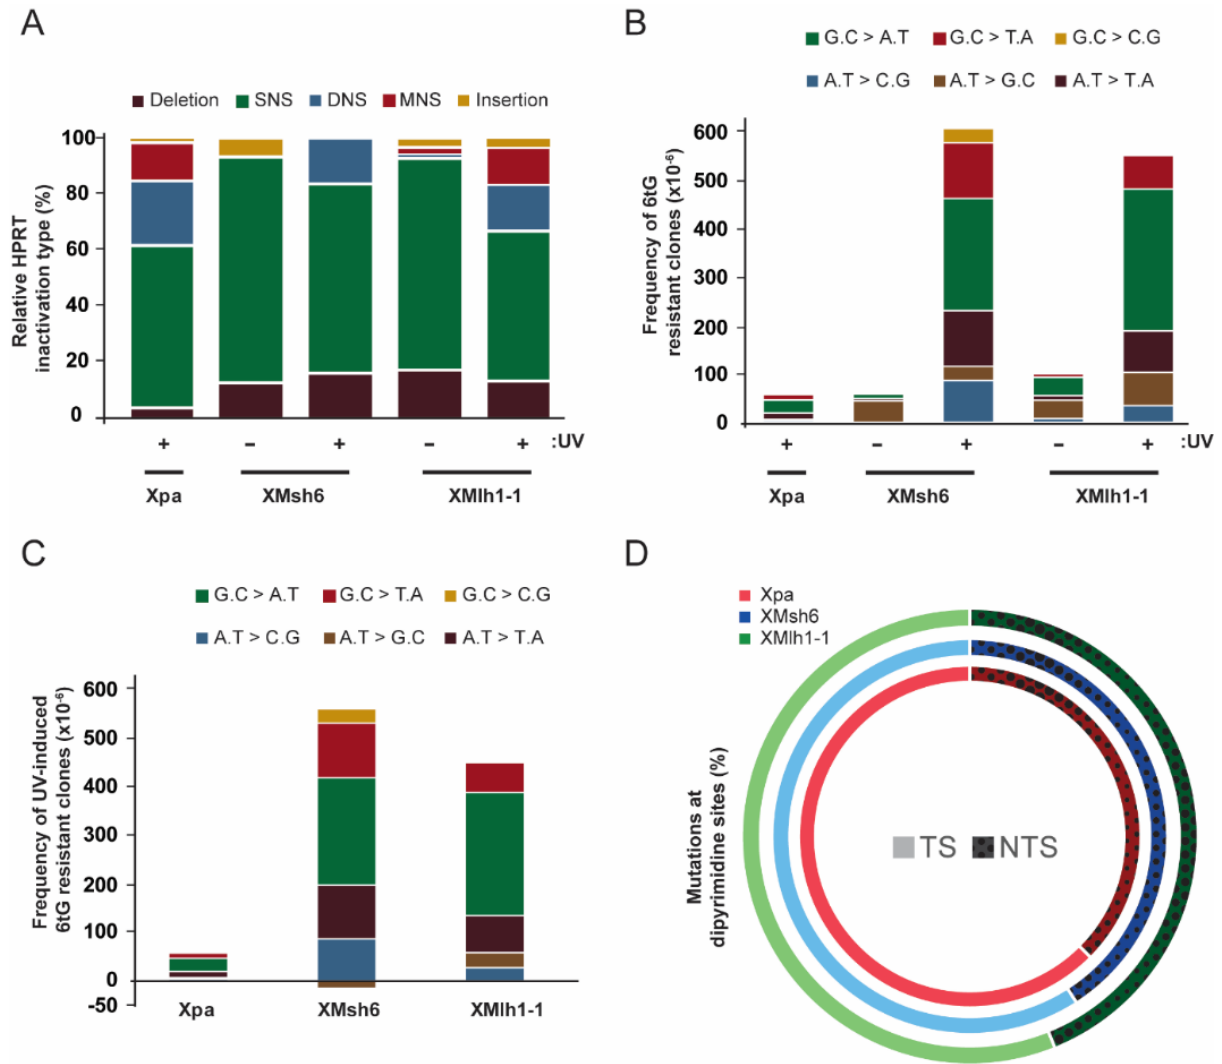 A
Deletion SNS DNS MNS Insertion
Relative HPRT
inactivation type (%)
100
80
60
40
20
0
+ – + – + :UV
Xpa XMsh6 XMlh1-1
B
G.C > A.T G.C > T.A G.C > C.G
A.T > C.G A.T > G.C A.T > T.A
Frequency of 6tG
resistant clones (x10⁻⁶)
600
500
400
300
200
100
0
+ – + – + :UV
Xpa XMsh6 XMlh1-1
C
G.C > A.T G.C > T.A G.C > C.G
A.T > C.G A.T > G.C A.T > T.A
Frequency of UV-induced
6tG resistant clones (x10⁻⁶)
600
500
400
300
200
100
0
-50
Xpa XMsh6 XMlh1-1
D
Xpa
XMsh6
XMlh1-1
Mutations at
dipyrimidine sites (%)
TS NTS